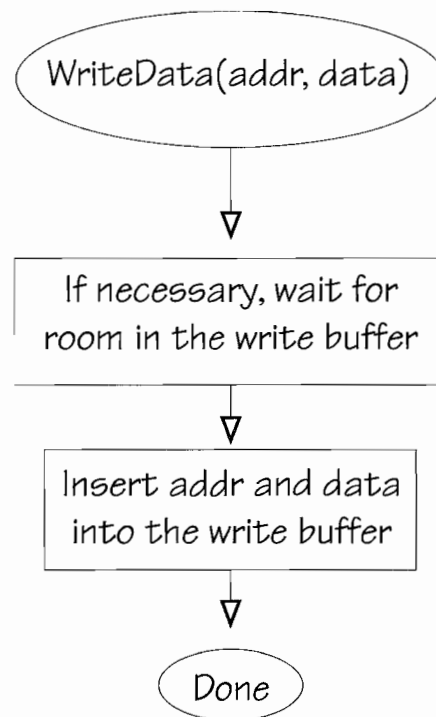 WriteData(addr, data)
If necessary, wait for
room in the write buffer
Insert addr and data
into the write buffer
Done